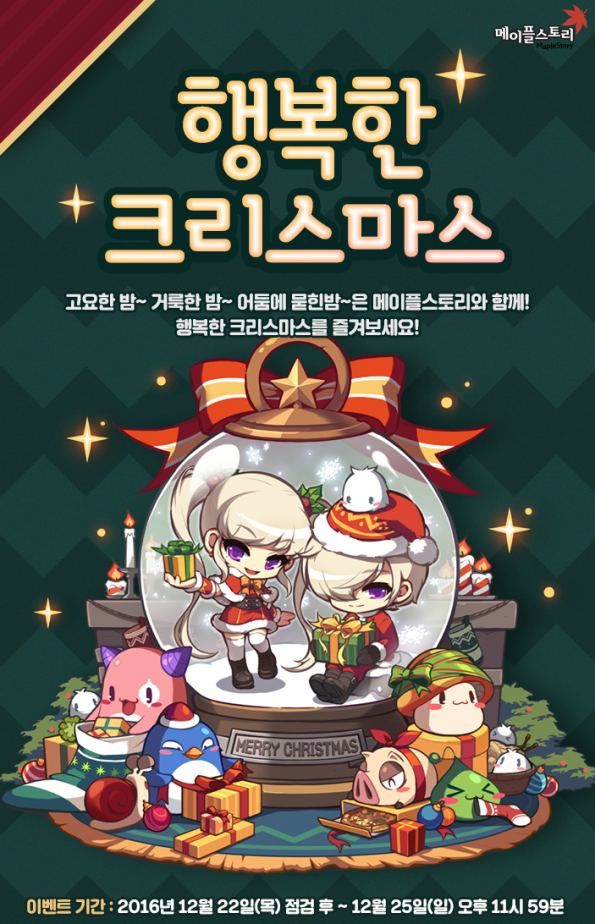 메이플스토리
MapleStory
행복한
크리스마스
고요한 밤~ 거룩한 밤~ 어둠에 묻힌밤~은 메이플스토리와 함께!
행복한 크리스마스를 즐겨보세요!
MERRY CHRISTMAS
이벤트 기간 : 2016년 12월 22일(목) 점검 후 ~ 12월 25일(일) 오후 11시 59분